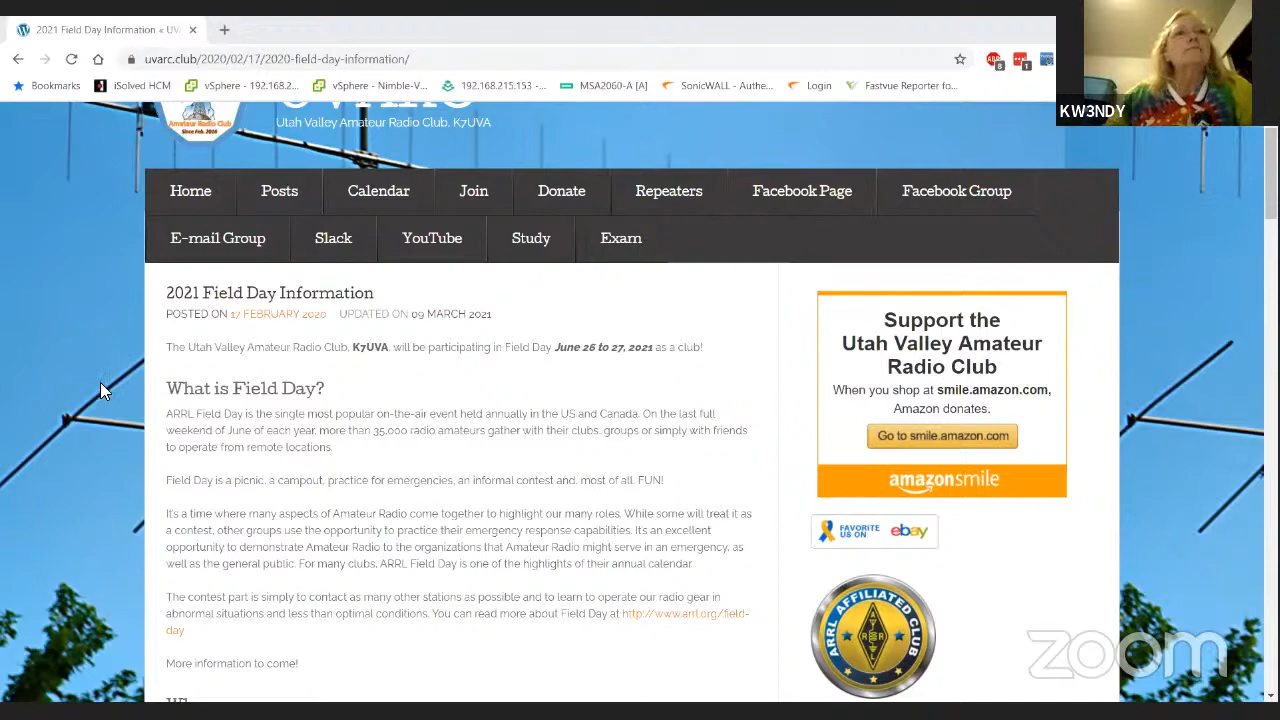 2021 Field Day Information « UV
uvarc.club/2020/02/17/2020-field-day-information/
8
1
Bookmarks
iSolved HCM
vSphere - 192.168.2...
vSphere - Nimble-V...
192.168.215.153 -...
MSA2060-A [A]
SonicWALL - Authe...
Login
Fastvue Reporter fo...
KW3NDY
Amateur Radio Club
Since Feb. 2016
Utah Valley Amateur Radio Club, K7UVA
Home Posts Calendar Join Donate Repeaters Facebook Page Facebook Group
E-mail Group Slack YouTube Study Exam
2021 Field Day Information
POSTED ON 17 FEBRUARY 2020 UPDATED ON 09 MARCH 2021
The Utah Valley Amateur Radio Club, K7UVA, will be participating in Field Day June 26 to 27, 2021 as a club!
What is Field Day?
ARRL Field Day is the single most popular on-the-air event held annually in the US and Canada. On the last full
weekend of June of each year, more than 35,000 radio amateurs gather with their clubs, groups or simply with friends
to operate from remote locations.
Field Day is a picnic, a campout, practice for emergencies, an informal contest and, most of all, FUN!
It's a time where many aspects of Amateur Radio come together to highlight our many roles. While some will treat it as
a contest, other groups use the opportunity to practice their emergency response capabilities. It's an excellent
opportunity to demonstrate Amateur Radio to the organizations that Amateur Radio might serve in an emergency, as
well as the general public. For many clubs, ARRL Field Day is one of the highlights of their annual calendar.
The contest part is simply to contact as many other stations as possible and to learn to operate our radio gear in
abnormal situations and less than optimal conditions. You can read more about Field Day at http://www.arrl.org/field-
day
More information to come!
Support the
Utah Valley Amateur
Radio Club
When you shop at smile.amazon.com,
Amazon donates.
Go to smile.amazon.com
amazonsmile
FAVORITE
US ON
ebay
ARRL AFFILIATED CLUB
zoom